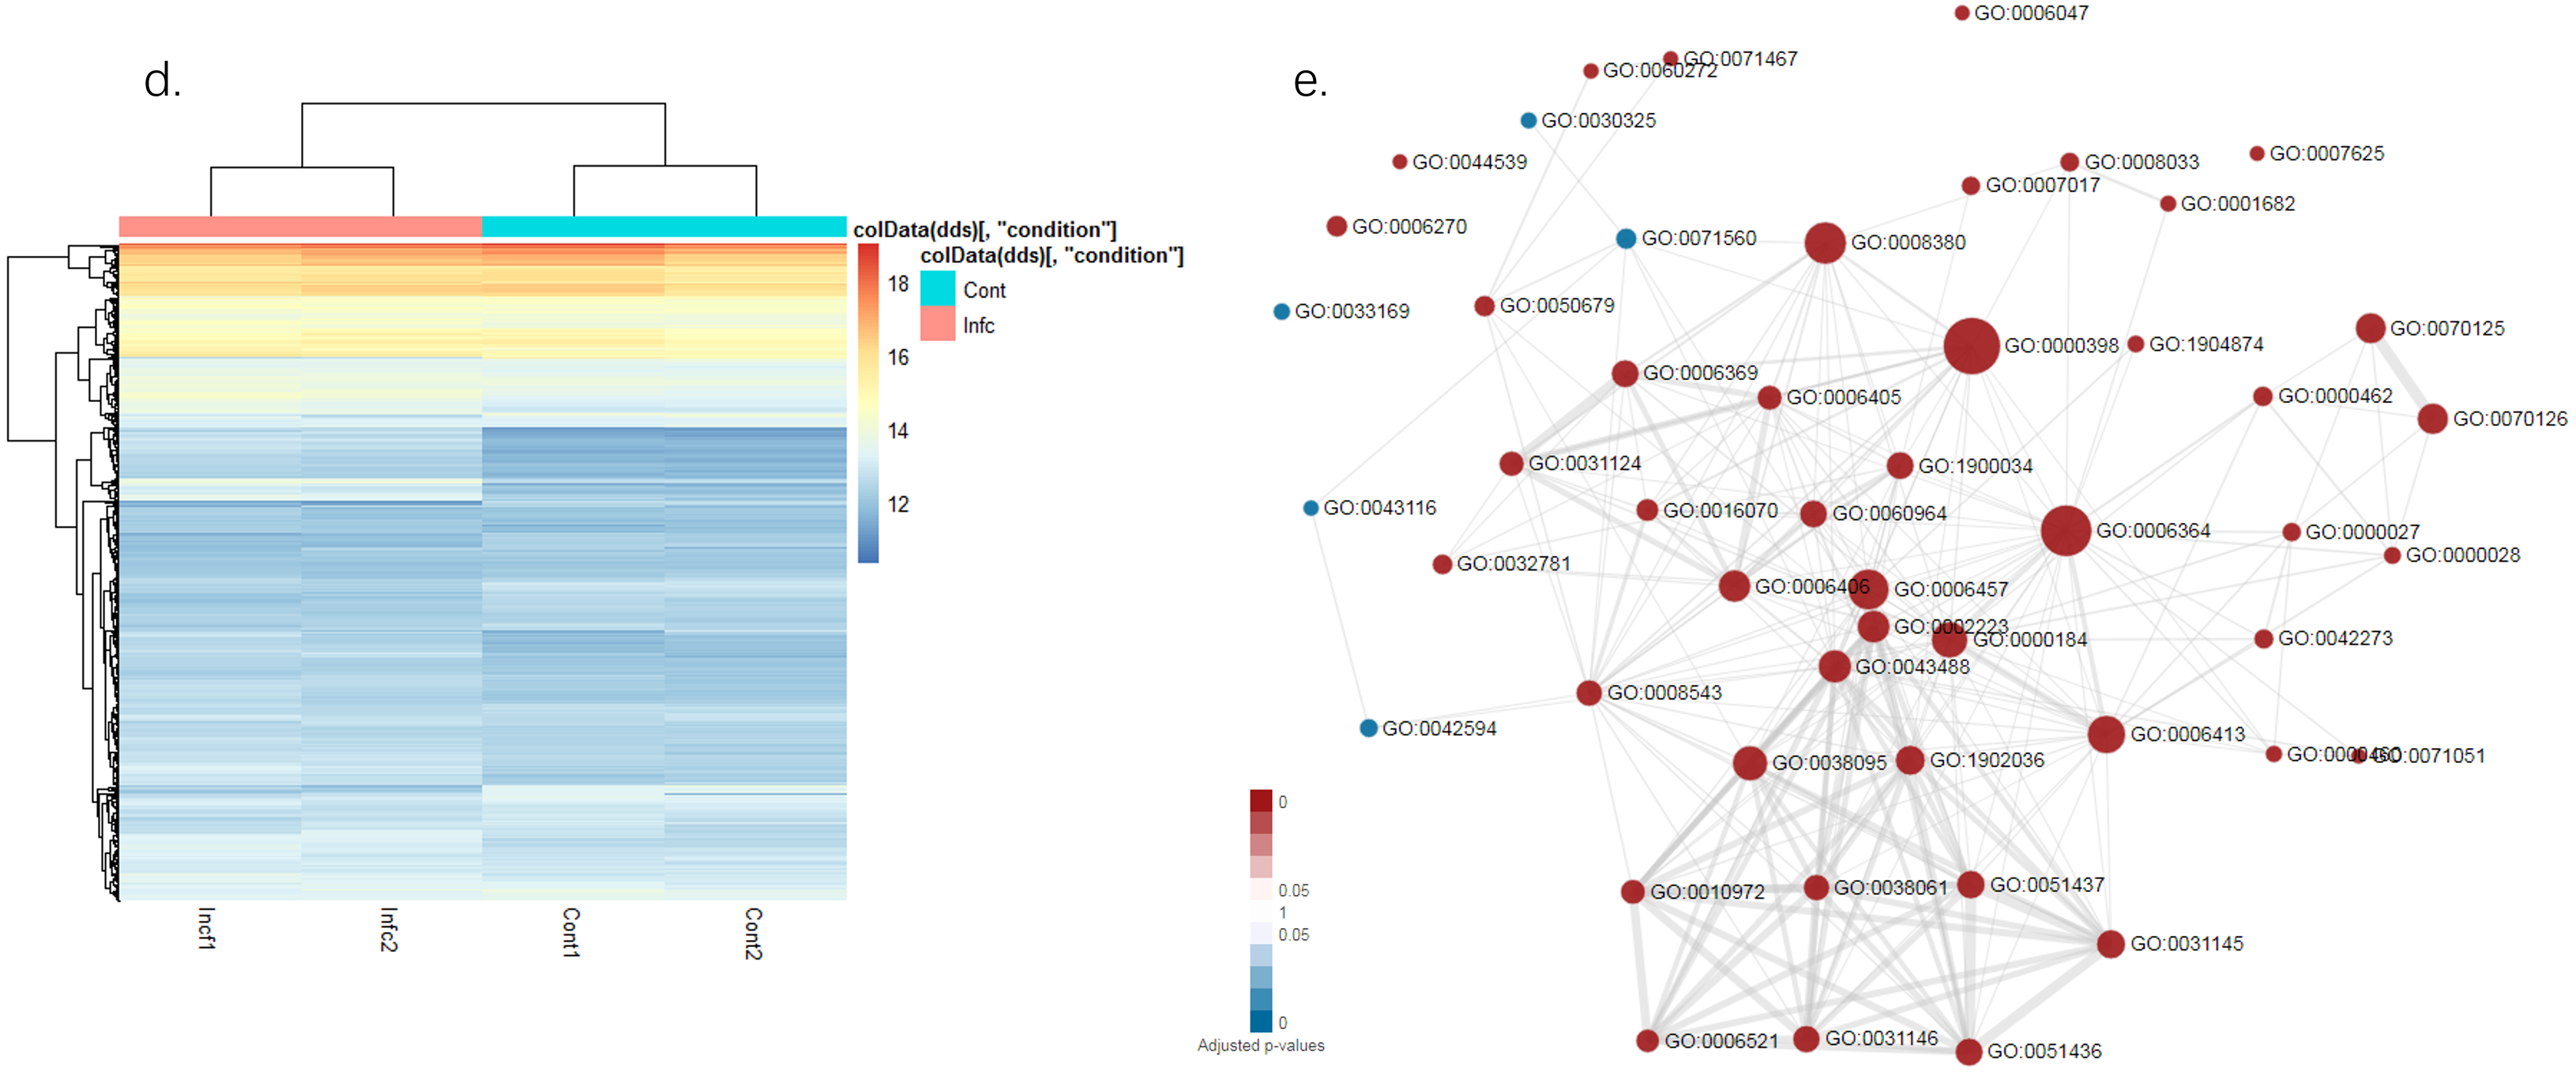 d.
colData(dds)[, "condition"]
colData(dds)[, "condition"]
18
16
14
12
Cont
Infc
Incf1
Infc2
Cont1
Cont2
e.
GO:0006047
GO:0071467
GO:0060272
GO:0030325
GO:0044539
GO:0008033
GO:0007625
GO:0007017
GO:0001682
GO:0006270
GO:0071560
GO:0008380
GO:0033169
GO:0050679
GO:0070125
GO:0000398
GO:1904874
GO:0006369
GO:0006405
GO:0000462
GO:0070126
GO:0031124
GO:1900034
GO:0043116
GO:0016070
GO:0060964
GO:0006364
GO:0000027
GO:0000028
GO:0032781
GO:0006406
GO:0006457
GO:0002223
GO:0000184
GO:0042273
GO:0043488
GO:0008543
GO:0042594
GO:0006413
GO:0038095
GO:1902036
GO:0000460
GO:0071051
GO:0010972
GO:0038061
GO:0051437
GO:0031145
GO:0006521
GO:0031146
GO:0051436
0
0.05
1
0.05
0
Adjusted p-values